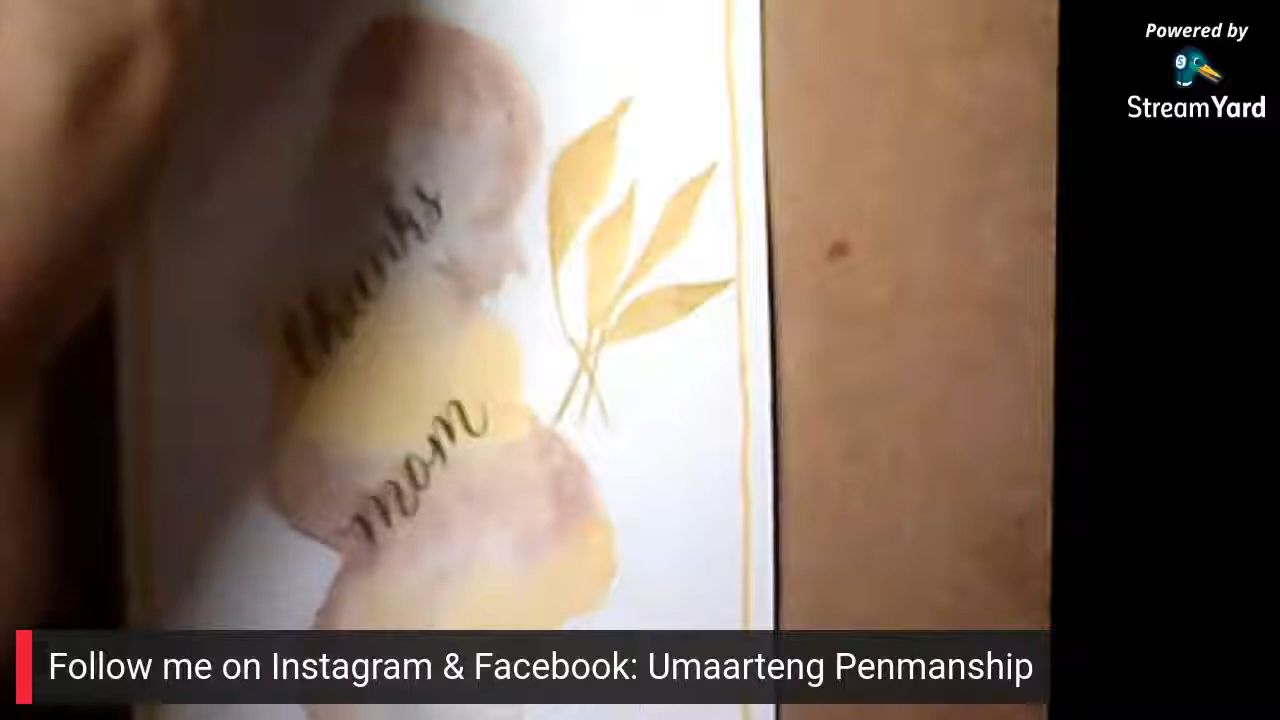 Powered by
StreamYard
thanks
mom
Follow me on Instagram & Facebook: Umaarteng Penmanship